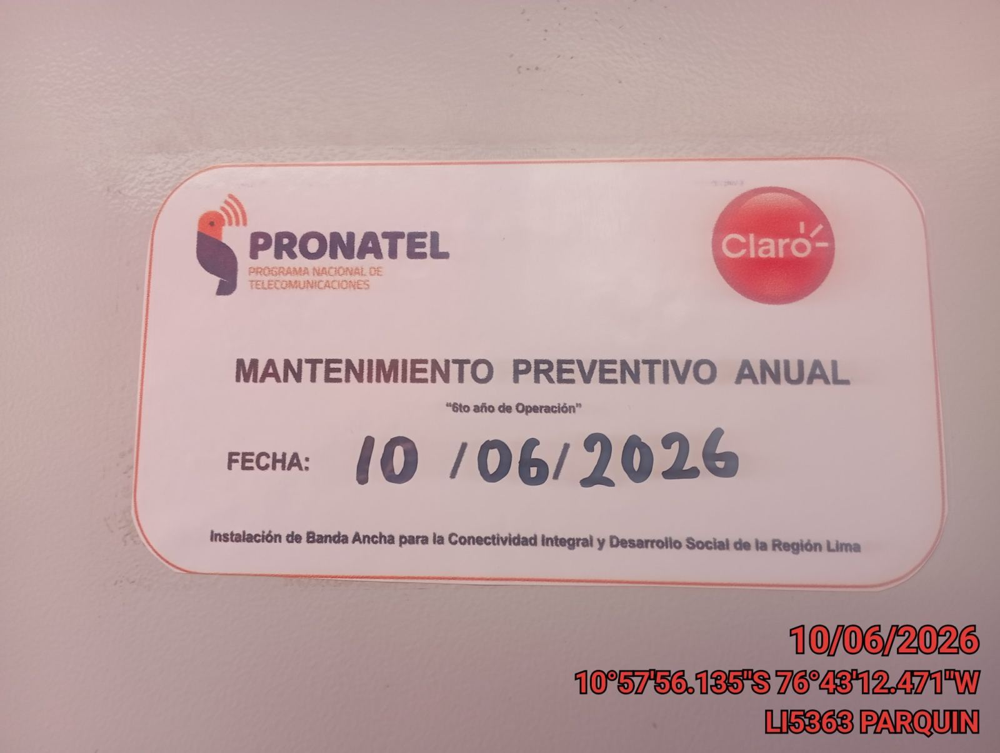 PRONATEL
PROGRAMA NACIONAL DE
TELECOMUNICACIONES
Claro
MANTENIMIENTO PREVENTIVO ANUAL
"6to año de Operación"
FECHA: 10 /06/2026
Instalación de Banda Ancha para la Conectividad Integral y Desarrollo Social de la Región Lima
10/06/2026
10°57'56.135"S 76°43'12.471"W
LI5363 PARQUIN